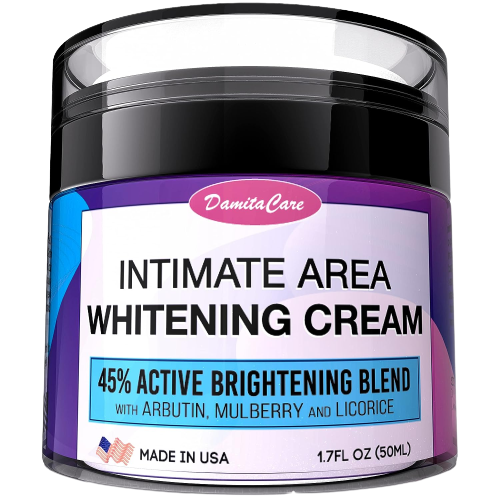 DamitaCare
INTIMATE AREA
WHITENING CREAM
45% ACTIVE BRIGHTENING BLEND
WITH ARBUTIN, MULBERRY AND LICORICE
MADE IN USA
1.7FL OZ (50ML)